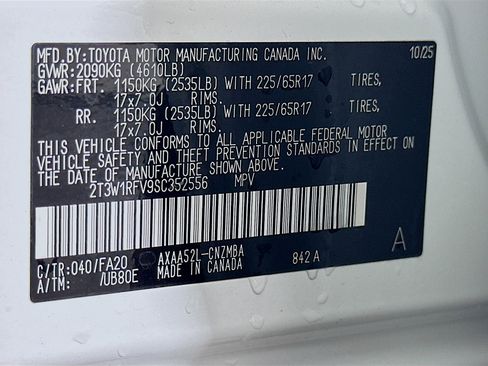 MFD.BY:TOYOTA MOTOR MANUFACTURING CANADA INC. 10/25
GVWR:2090KG (4610LB)
GAWR:FRT. 1150KG (2535LB) WITH 225/65R17 TIRES,
17x7.0J RIMS.
RR. 1150KG (2535LB) WITH 225/65R17 TIRES,
17x7.0J RIMS.
THIS VEHICLE CONFORMS TO ALL APPLICABLE FEDERAL MOTOR
VEHICLE SAFETY AND THEFT PREVENTION STANDARDS IN EFFECT ON
THE DATE OF MANUFACTURE SHOWN ABOVE.
2T3W1RFV9SC352556 MPV
C/TR:040/FA20 AXAA52L-CNZMBA 842A A
A/TM: /UB80E MADE IN CANADA